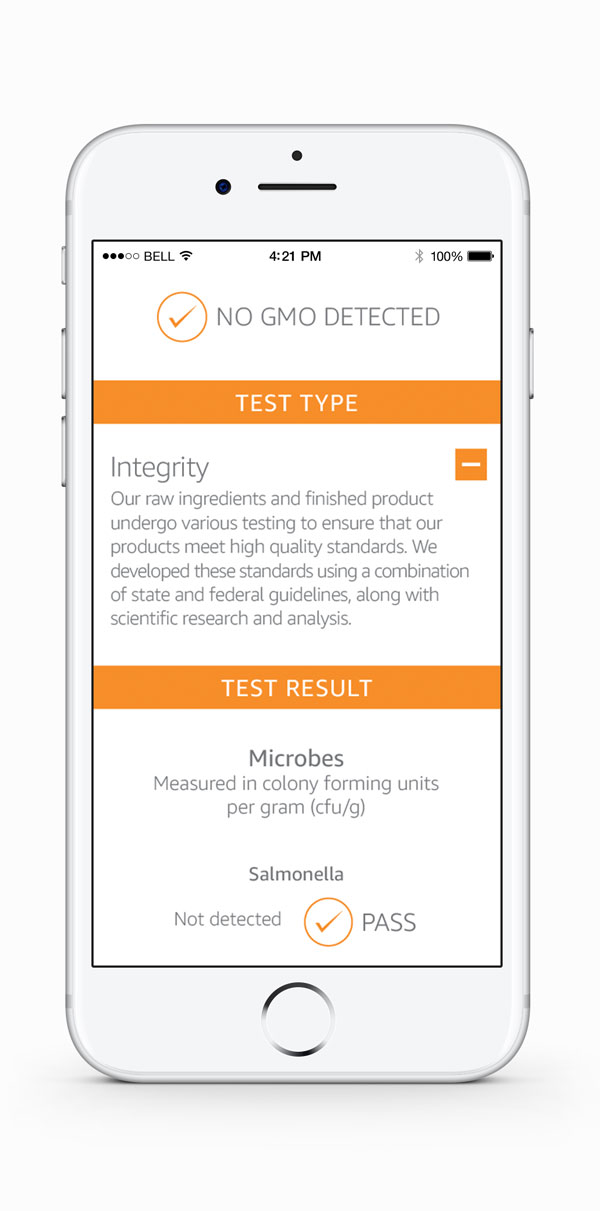 BELL 4:21 PM 100%
NO GMO DETECTED
TEST TYPE
Integrity
Our raw ingredients and finished product
undergo various testing to ensure that our
products meet high quality standards. We
developed these standards using a combination
of state and federal guidelines, along with
scientific research and analysis.
TEST RESULT
Microbes
Measured in colony forming units
per gram (cfu/g)
Salmonella
Not detected PASS